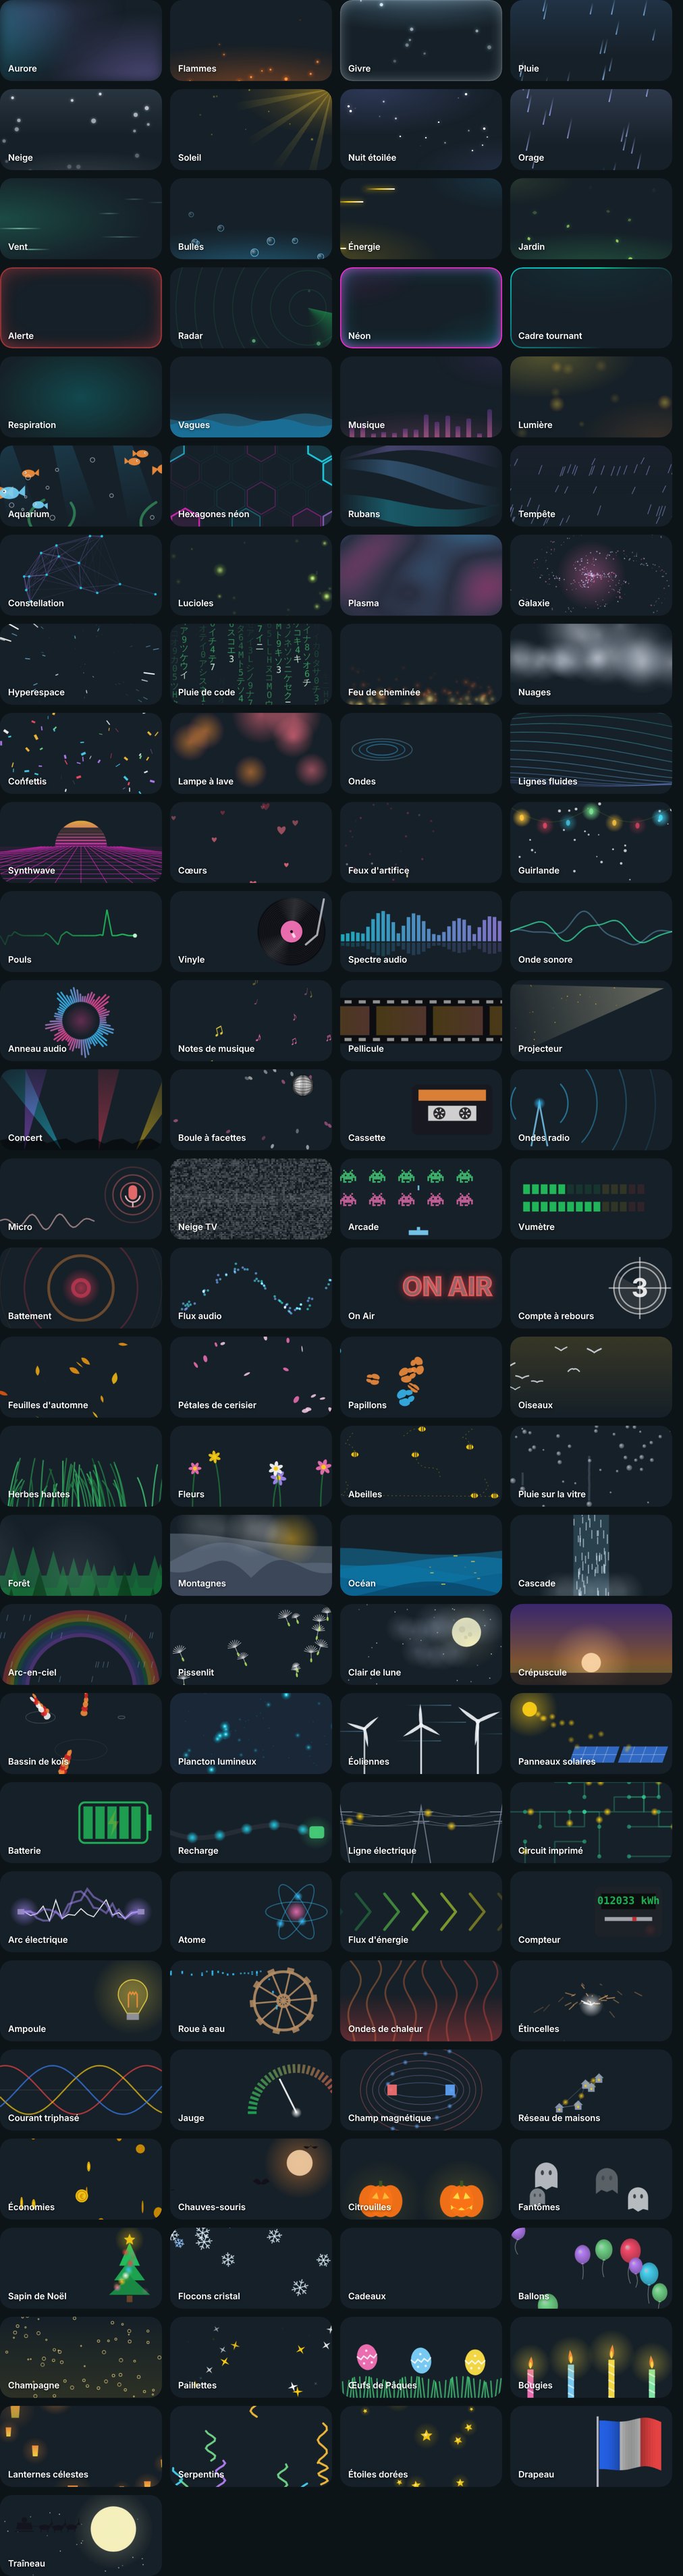 Aurore
Flammes
Givre
Pluie
Neige
Soleil
Nuit étoilée
Orage
Vent
Bulles
Énergie
Jardin
Alerte
Radar
Néon
Cadre tournant
Respiration
Vagues
Musique
Lumière
Aquarium
Hexagones néon
Rubans
Tempête
Constellation
Lucioles
Plasma
Galaxie
Hyperespace
Pluie de code
Feu de cheminée
Nuages
Confettis
Lampe à lave
Ondes
Lignes fluides
Synthwave
Cœurs
Feux d'artifice
Guirlande
Pouls
Vinyle
Spectre audio
Onde sonore
Anneau audio
Notes de musique
Pellicule
Projecteur
Concert
Boule à facettes
Cassette
Ondes radio
Micro
Neige TV
Arcade
Vumètre
Battement
Flux audio
ON AIR
On Air
3
Compte à rebours
Feuilles d'automne
Pétales de cerisier
Papillons
Oiseaux
Herbes hautes
Fleurs
Abeilles
Pluie sur la vitre
Forêt
Montagnes
Océan
Cascade
Arc-en-ciel
Pissenlit
Clair de lune
Crépuscule
Bassin de koïs
Plancton lumineux
Éoliennes
Panneaux solaires
Batterie
Recharge
Ligne électrique
Circuit imprimé
Arc électrique
Atome
Flux d'énergie
012033 kWh
Compteur
Ampoule
Roue à eau
Ondes de chaleur
Étincelles
Courant triphasé
Jauge
Champ magnétique
Réseau de maisons
Économies
Chauves-souris
Citrouilles
Fantômes
Sapin de Noël
Flocons cristal
Cadeaux
Ballons
Champagne
Paillettes
Œufs de Pâques
Bougies
Lanternes célestes
Serpentins
Étoiles dorées
Drapeau
Traîneau